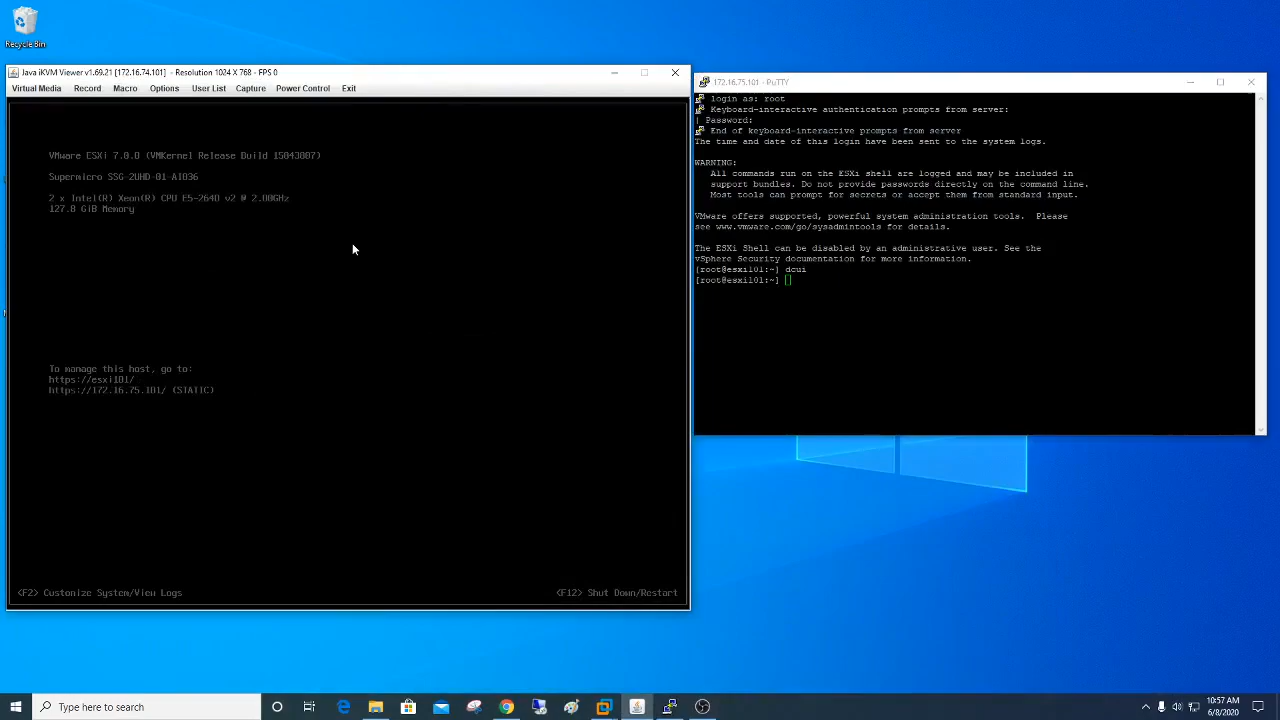 Recycle Bin
Java iKVM Viewer v1.69.21 [172.16.74.101] - Resolution 1024 X 768 - FPS 0
Virtual Media Record Macro Options User List Capture Power Control Exit
VMware ESXi 7.0.0 (VMKernel Release Build 15843807)
Supermicro SSG-2UHD-01-AI036
2 x Intel(R) Xeon(R) CPU E5-2640 v2 @ 2.00GHz
127.8 GiB Memory
To manage this host, go to:
https://esxi101/
https://172.16.75.101/ (STATIC)
<F2> Customize System/View Logs
<F12> Shut Down/Restart
172.16.75.101 - PuTTY
login as: root
Keyboard-interactive authentication prompts from server:
| Password:
End of keyboard-interactive prompts from server
The time and date of this login have been sent to the system logs.
WARNING:
All commands run on the ESXi shell are logged and may be included in
support bundles. Do not provide passwords directly on the command line.
Most tools can prompt for secrets or accept them from standard input.
VMware offers supported, powerful system administration tools. Please
see www.vmware.com/go/sysadmintools for details.
The ESXi Shell can be disabled by an administrative user. See the
vSphere Security documentation for more information.
[root@esxi101:~] dcui
[root@esxi101:~]
Type here to search
10:57 AM
6/8/2020